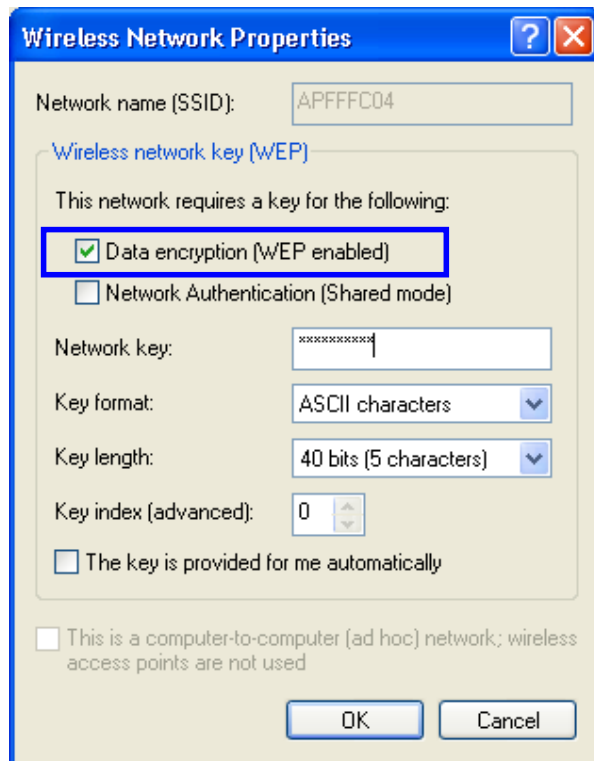 Wireless Network Properties
Network name (SSID): APFFFC04
Wireless network key (WEP)
This network requires a key for the following:
Data encryption (WEP enabled)
Network Authentication (Shared mode)
Network key: **********
Key format: ASCII characters
Key length: 40 bits (5 characters)
Key index (advanced): 0
The key is provided for me automatically
This is a computer-to-computer (ad hoc) network; wireless
access points are not used
OK Cancel